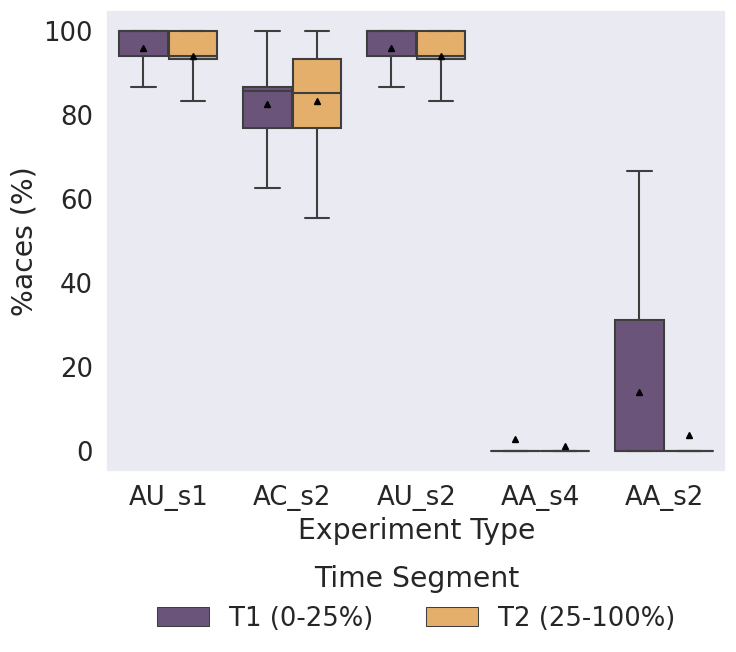 100
80
60
40
20
0
%aces (%)
AU_s1 AC_s2 AU_s2 AA_s4 AA_s2
Experiment Type
Time Segment
T1 (0-25%) T2 (25-100%)